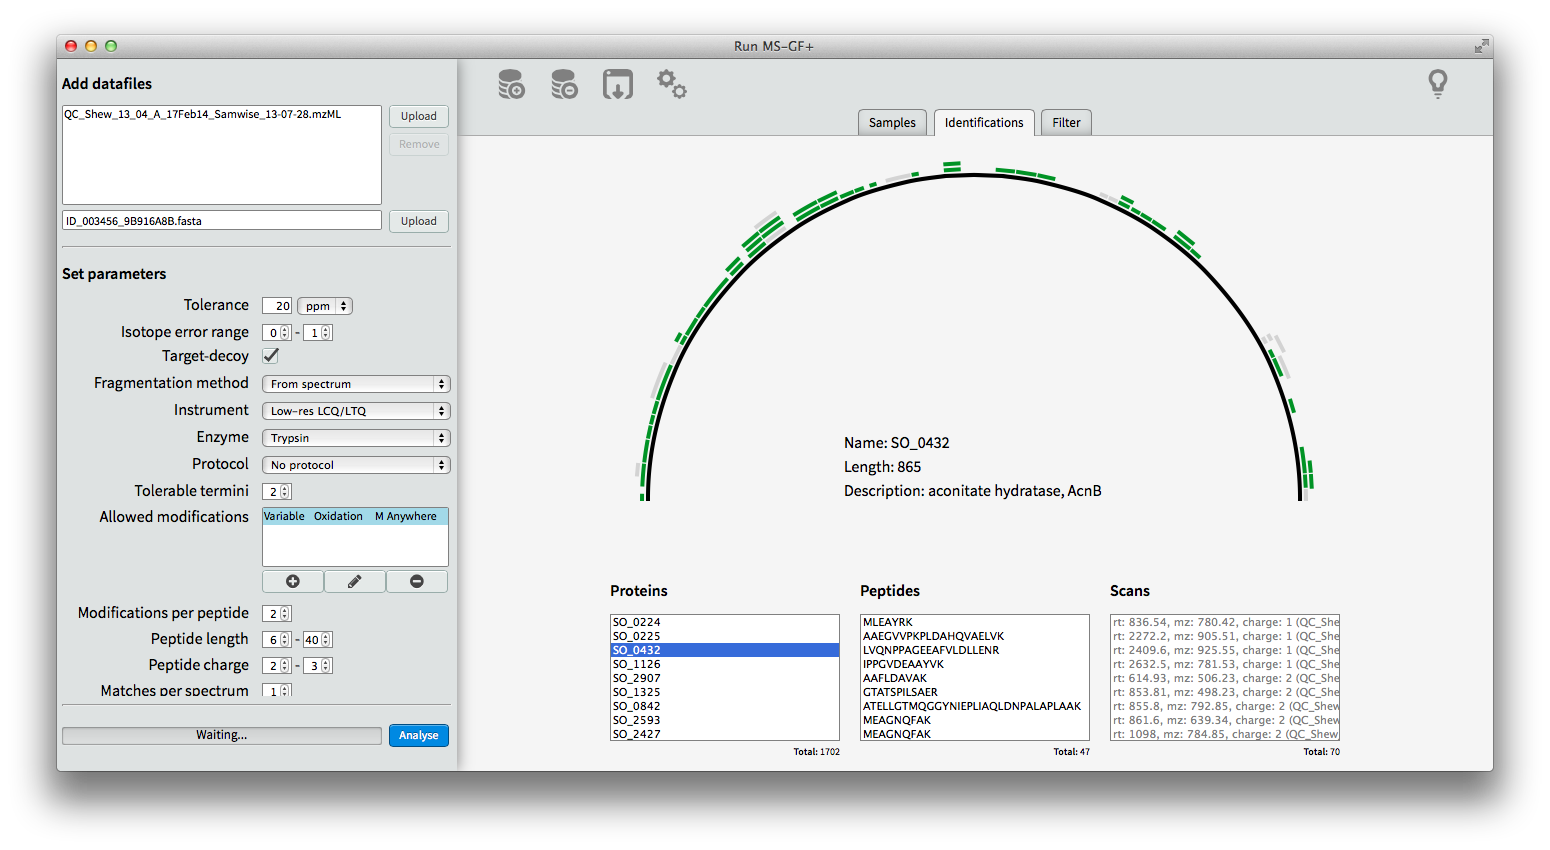 Run MS-GF+
Add datafiles
QC_Shew_13_04_A_17Feb14_Samwise_13-07-28.mzML
Upload
Remove
ID_003456_9B916A8B.fasta
Upload
Set parameters
Tolerance 20 ppm
Isotope error range 0 - 1
Target-decoy
Fragmentation method From spectrum
Instrument Low-res LCQ/LTQ
Enzyme Trypsin
Protocol No protocol
Tolerable termini 2
Allowed modifications Variable Oxidation M Anywhere
Modifications per peptide 2
Peptide length 6 - 40
Peptide charge 2 - 3
Matches per spectrum 1
Waiting... Analyse
Samples Identifications Filter
Name: SO_0432
Length: 865
Description: aconitate hydratase, AcnB
Proteins
SO_0224
SO_0225
SO_0432
SO_1126
SO_2907
SO_1325
SO_0842
SO_2593
SO_2427
Total: 1702
Peptides
MLEAYRK
AAEGVVPKPLDAHQVAELVK
LVQNPPAGEEAFVLDLLENR
IPPGVDEAAYVK
AAFLDAVAK
GTATSPILSAER
ATELLGTMQGGYNIEPLIAQLDNPALAPLAAK
MEAGNQFAK
MEAGNQFAK
Total: 47
Scans
rt: 836.54, mz: 780.42, charge: 1 (QC_She
rt: 2272.2, mz: 905.51, charge: 1 (QC_She
rt: 2409.6, mz: 925.55, charge: 1 (QC_She
rt: 2632.5, mz: 781.53, charge: 1 (QC_She
rt: 614.93, mz: 506.23, charge: 2 (QC_She
rt: 853.81, mz: 498.23, charge: 2 (QC_She
rt: 855.8, mz: 792.85, charge: 2 (QC_Shew
rt: 861.6, mz: 639.34, charge: 2 (QC_Shew
rt: 1098, mz: 784.85, charge: 2 (QC_Shew
Total: 70